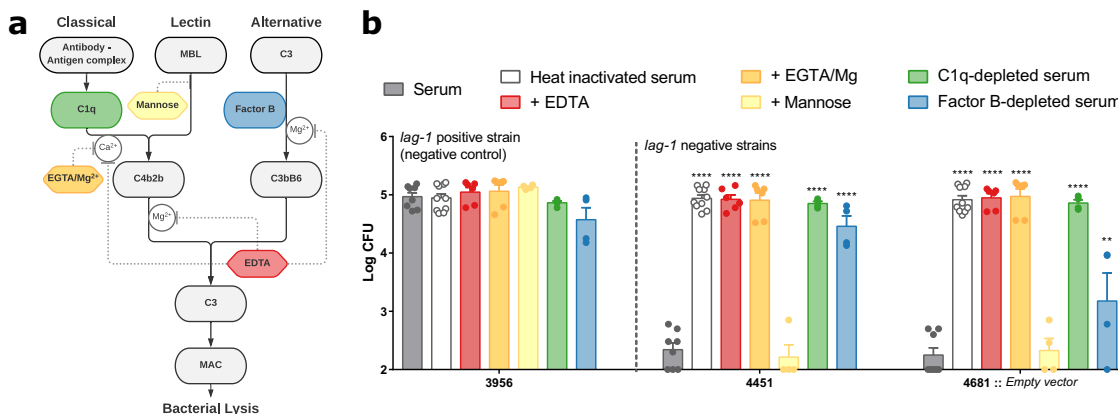 a
Classical
Lectin
Alternative
Antibody -
Antigen complex
MBL
C3
C1q
Mannose
Factor B
Mg²⁺
Ca²⁺
EGTA/Mg²⁺
C4b2b
C3bB6
Mg²⁺
EDTA
C3
MAC
Bacterial Lysis
b
Serum
Heat inactivated serum
+ EDTA
+ EGTA/Mg
+ Mannose
C1q-depleted serum
Factor B-depleted serum
lag-1 positive strain
(negative control)
lag-1 negative strains
Log CFU
6
5
4
3
2
**** **** **** **** ****
**** **** **** **** **
3956
4451
4681 :: Empty vector